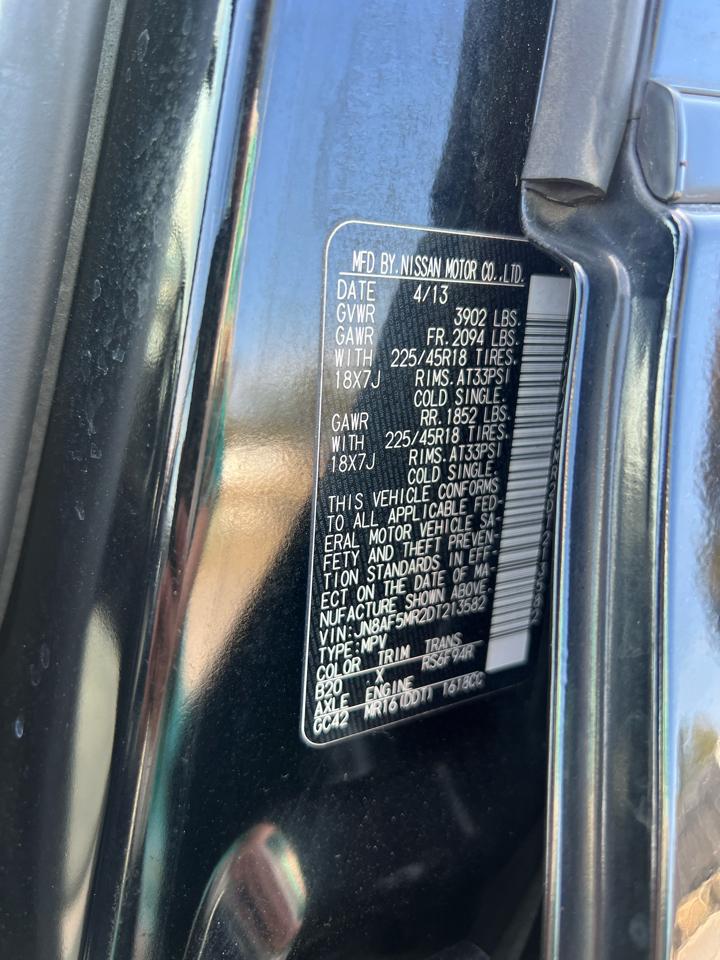 MFD BY. NISSAN MOTOR CO.,LTD.
DATE 4/13
GVWR 3902 LBS.
GAWR FR. 2094 LBS.
WITH 225/45R18 TIRES.
18X7J RIMS. AT33PSI
COLD SINGLE.
GAWR RR. 1852 LBS.
WITH 225/45R18 TIRES.
18X7J RIMS. AT33PSI
COLD SINGLE.
THIS VEHICLE CONFORMS
TO ALL APPLICABLE FED-
ERAL MOTOR VEHICLE SA-
FETY AND THEFT PREVEN-
TION STANDARDS IN EFF-
ECT ON THE DATE OF MA-
NUFACTURE SHOWN ABOVE.
VIN: JN8AF5MR2DT213582
TYPE: MPV
COLOR TRIM TRANS
B20 X RS6F94R
AXLE ENGINE
GC42 MR16(DDT) 1618CC